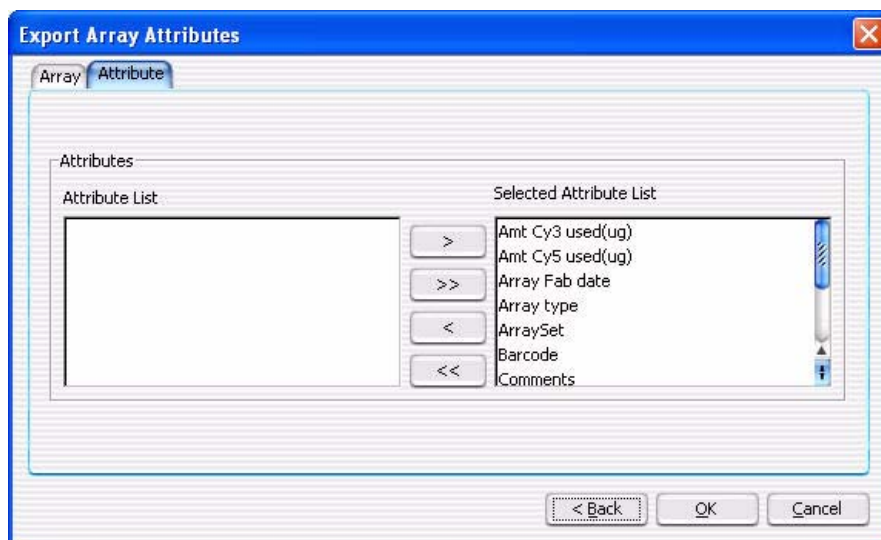 Export Array Attributes
Array
Attribute
Attributes
Attribute List
Selected Attribute List
>
>>
<
<<
Amt Cy3 used(ug)
Amt Cy5 used(ug)
Array Fab date
Array type
ArraySet
Barcode
Comments
< Back
OK
Cancel